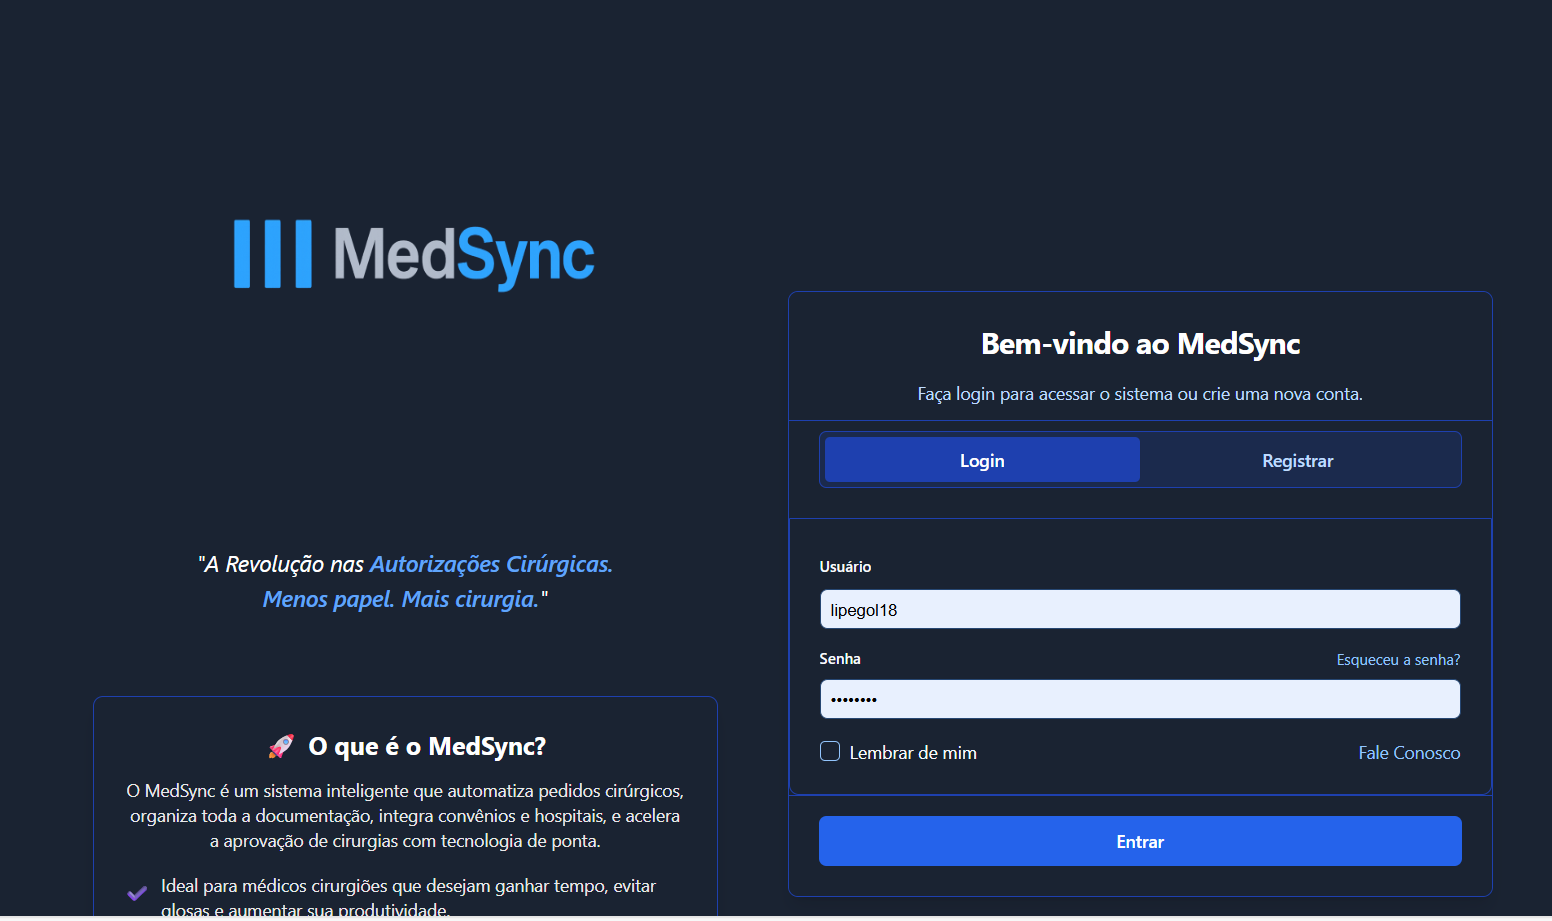 MedSync
"A Revolução nas Autorizações Cirúrgicas.
Menos papel. Mais cirurgia."
🚀 O que é o MedSync?
O MedSync é um sistema inteligente que automatiza pedidos cirúrgicos,
organiza toda a documentação, integra convênios e hospitais, e acelera
a aprovação de cirurgias com tecnologia de ponta.
Ideal para médicos cirurgiões que desejam ganhar tempo, evitar
glosas e aumentar sua produtividade.
Bem-vindo ao MedSync
Faça login para acessar o sistema ou crie uma nova conta.
Login
Registrar
Usuário
lipegol18
Senha
Esqueceu a senha?
••••••••
Lembrar de mim
Fale Conosco
Entrar